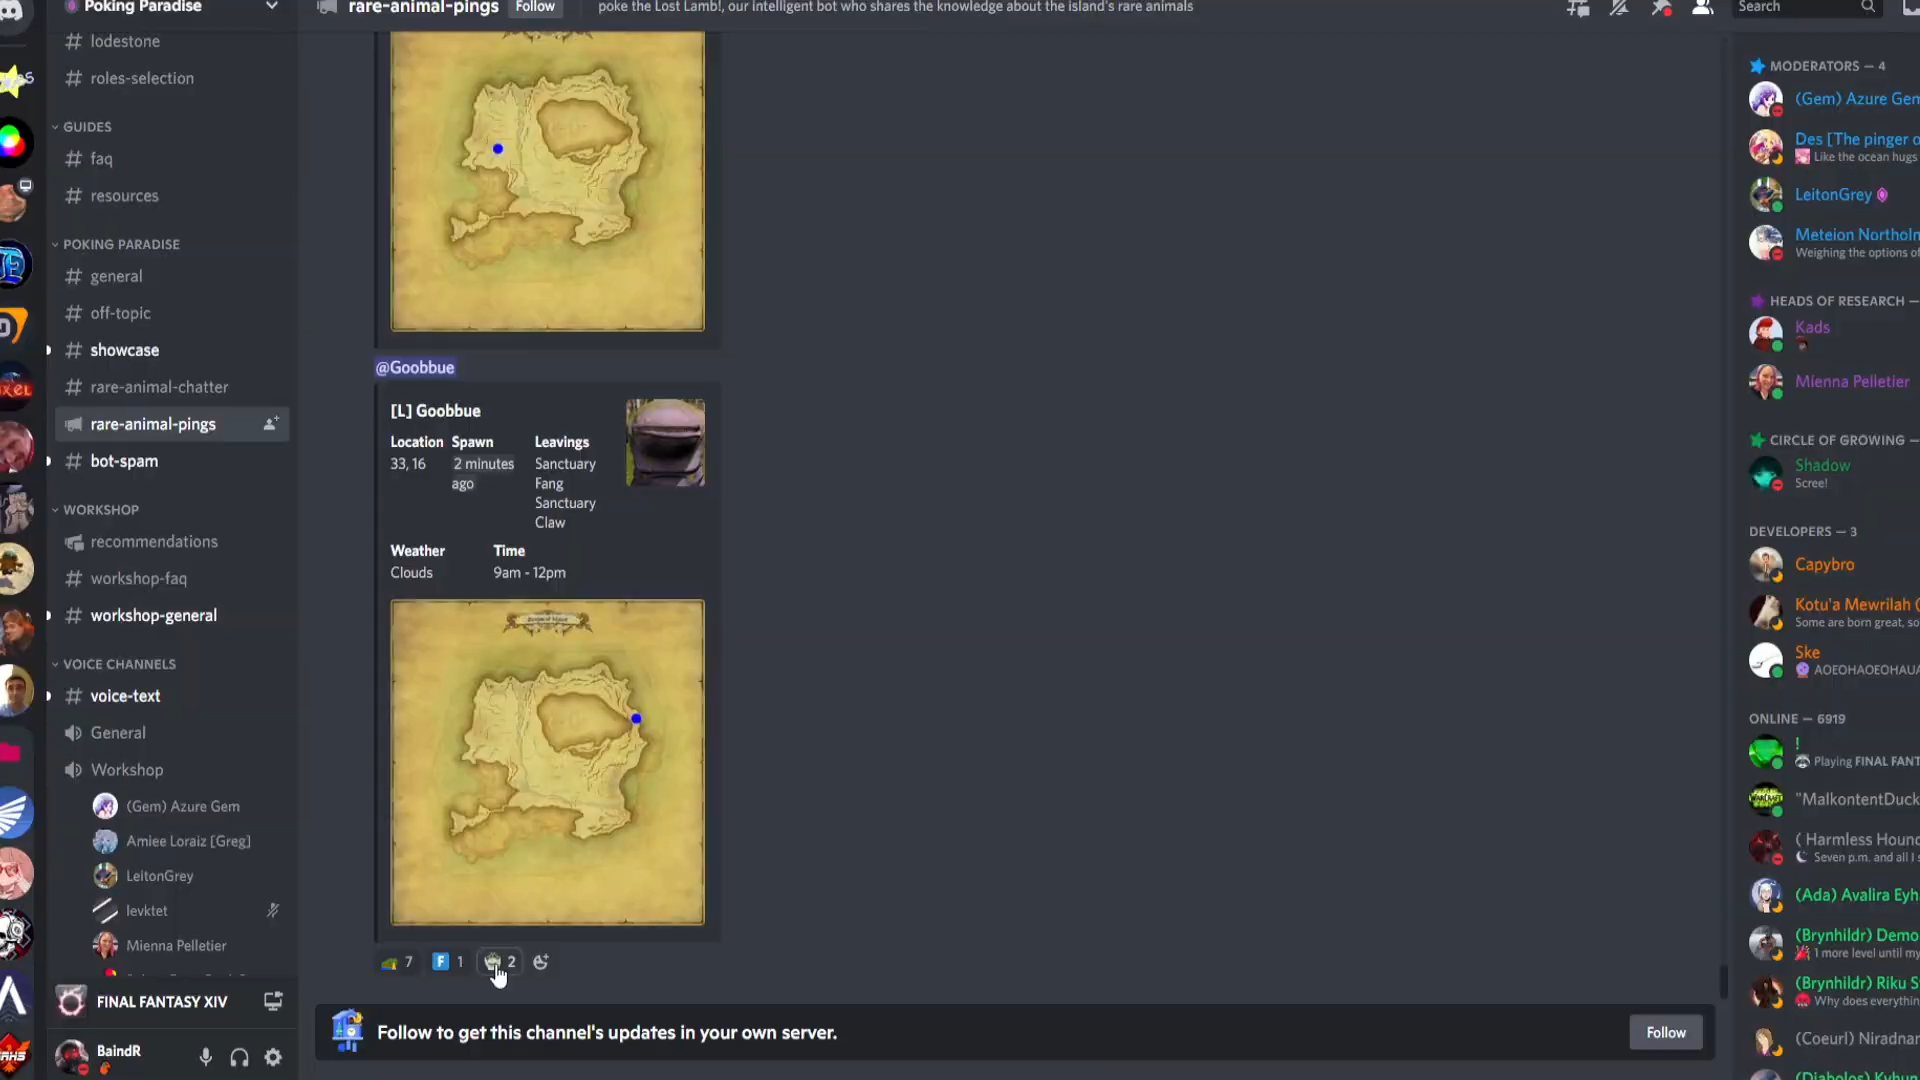 Poking Paradise
rare-animal-pings
Follow
poke the Lost Lamb!, our intelligent bot who shares the knowledge about the island's rare animals
Search
lodestone
roles-selection
GUIDES
faq
resources
POKING PARADISE
general
off-topic
showcase
rare-animal-chatter
rare-animal-pings
bot-spam
WORKSHOP
recommendations
workshop-faq
workshop-general
VOICE CHANNELS
voice-text
General
Workshop
(Gem) Azure Gem
Amiee Loraiz [Greg]
LeitonGrey
levktet
Mienna Pelletier
FINAL FANTASY XIV
BaindR
@Goobbue
[L] Goobbue
Location Spawn Leavings
33, 16 2 minutes Sanctuary
ago Fang
Sanctuary
Claw
Weather Time
Clouds 9am - 12pm
7 F 1 2
Follow to get this channel's updates in your own server.
Follow
MODERATORS — 4
(Gem) Azure Gem
Des [The pinger o
Like the ocean hugs
LeitonGrey
Meteion Northoln
Weighing the options of
HEADS OF RESEARCH —
Kads
Mienna Pelletier
CIRCLE OF GROWING —
Shadow
Scree!
DEVELOPERS — 3
Capybro
Kotu'a Mewrilah (
Some are born great, so
Ske
AOEOHAOEOHAUA
ONLINE — 6919
!
Playing FINAL FANT
"MalkontentDuck
( Harmless Hound
Seven p.m. and all I s
(Ada) Avalira Eyh
(Brynhildr) Demo
1 more level until my
(Brynhildr) Riku S
Why does everythin
(Coeurl) Niradnar
(Diabolos) Kyhun